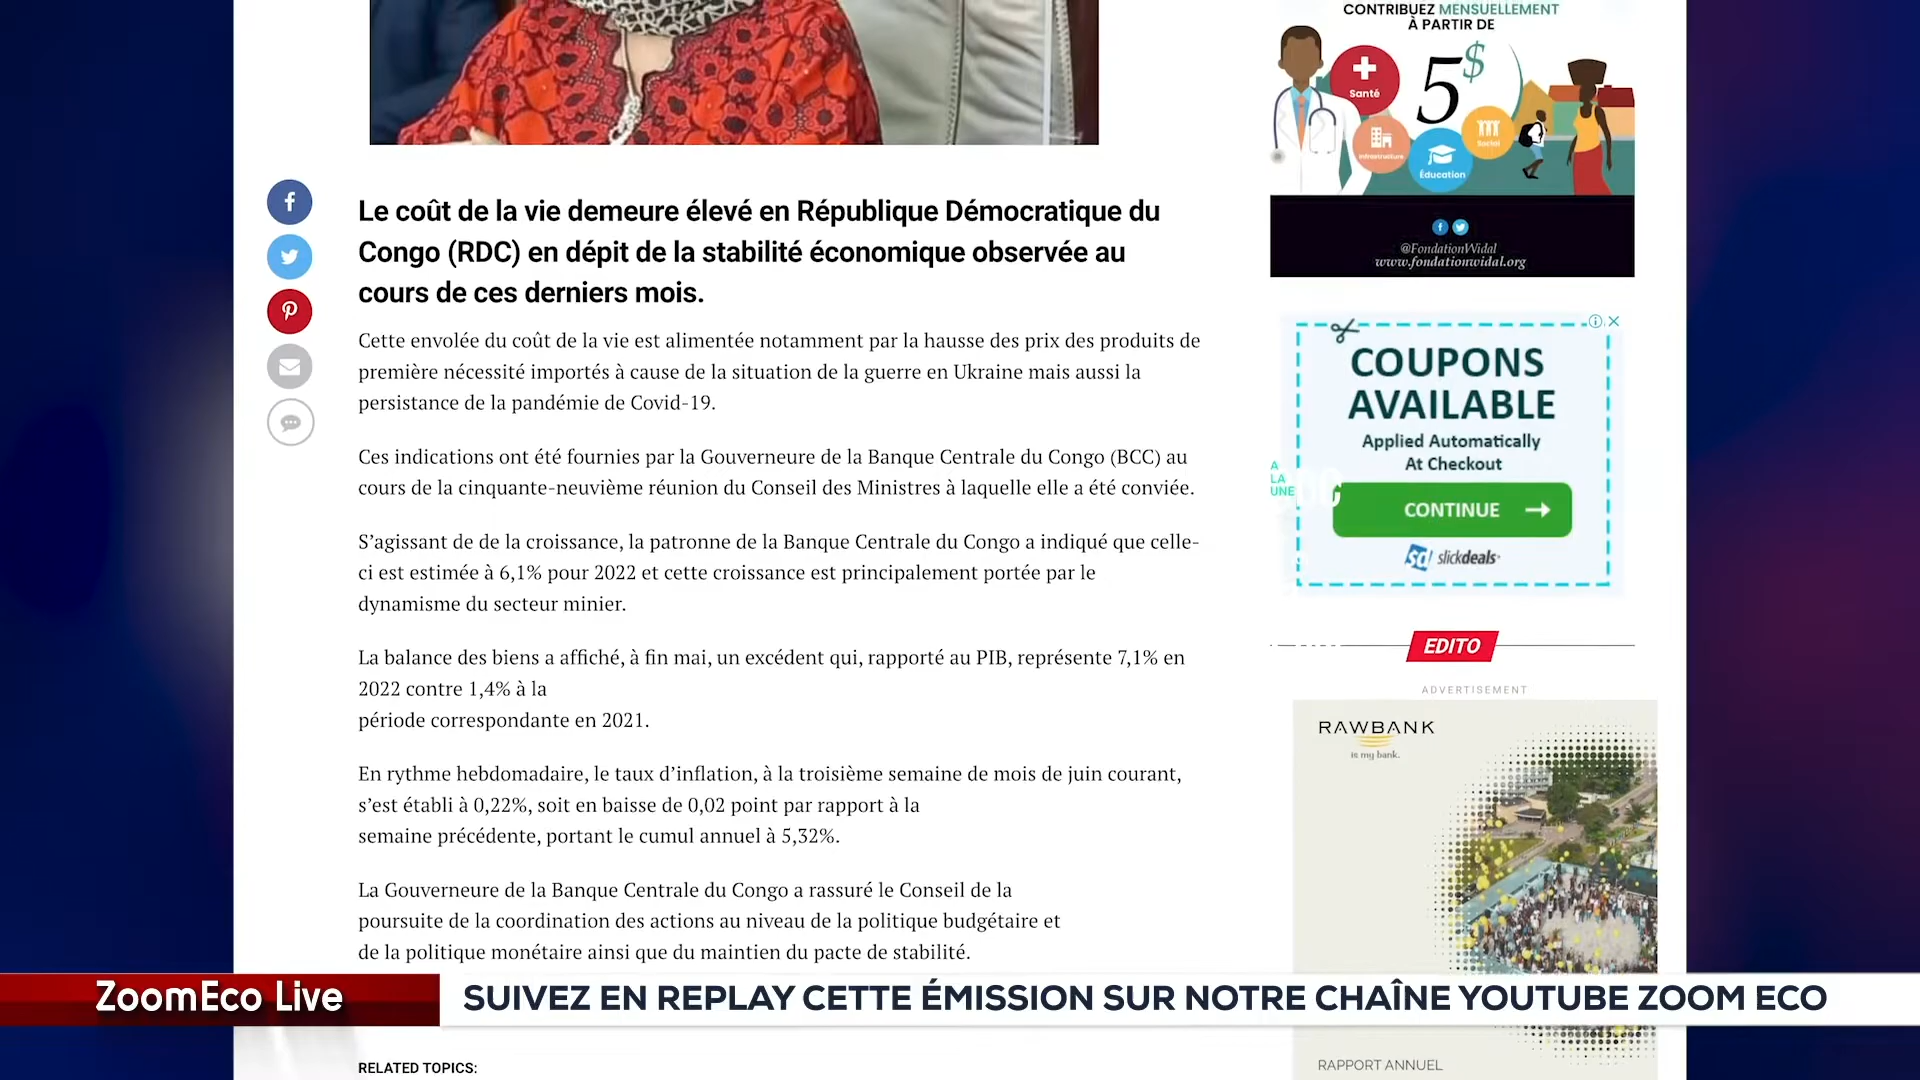 CONTRIBUEZ MENSUELLEMENT
À PARTIR DE
5$
Santé
Infrastructure
Éducation
Social
@FondationWidal
www.fondationwidal.org
Le coût de la vie demeure élevé en République Démocratique du
Congo (RDC) en dépit de la stabilité économique observée au
cours de ces derniers mois.
Cette envolée du coût de la vie est alimentée notamment par la hausse des prix des produits de
première nécessité importés à cause de la situation de la guerre en Ukraine mais aussi la
persistance de la pandémie de Covid-19.
Ces indications ont été fournies par la Gouverneure de la Banque Centrale du Congo (BCC) au
cours de la cinquante-neuvième réunion du Conseil des Ministres à laquelle elle a été conviée.
S’agissant de de la croissance, la patronne de la Banque Centrale du Congo a indiqué que celle-
ci est estimée à 6,1% pour 2022 et cette croissance est principalement portée par le
dynamisme du secteur minier.
La balance des biens a affiché, à fin mai, un excédent qui, rapporté au PIB, représente 7,1% en
2022 contre 1,4% à la
période correspondante en 2021.
En rythme hebdomadaire, le taux d’inflation, à la troisième semaine de mois de juin courant,
s’est établi à 0,22%, soit en baisse de 0,02 point par rapport à la
semaine précédente, portant le cumul annuel à 5,32%.
La Gouverneure de la Banque Centrale du Congo a rassuré le Conseil de la
poursuite de la coordination des actions au niveau de la politique budgétaire et
de la politique monétaire ainsi que du maintien du pacte de stabilité.
RELATED TOPICS:
COUPONS
AVAILABLE
Applied Automatically
At Checkout
CONTINUE
sd slickdeals
A
LA
UNE
EDITO
ADVERTISEMENT
RAWBANK
is my bank.
RAPPORT ANNUEL
ZoomEco Live
SUIVEZ EN REPLAY CETTE ÉMISSION SUR NOTRE CHAÎNE YOUTUBE ZOOM ECO